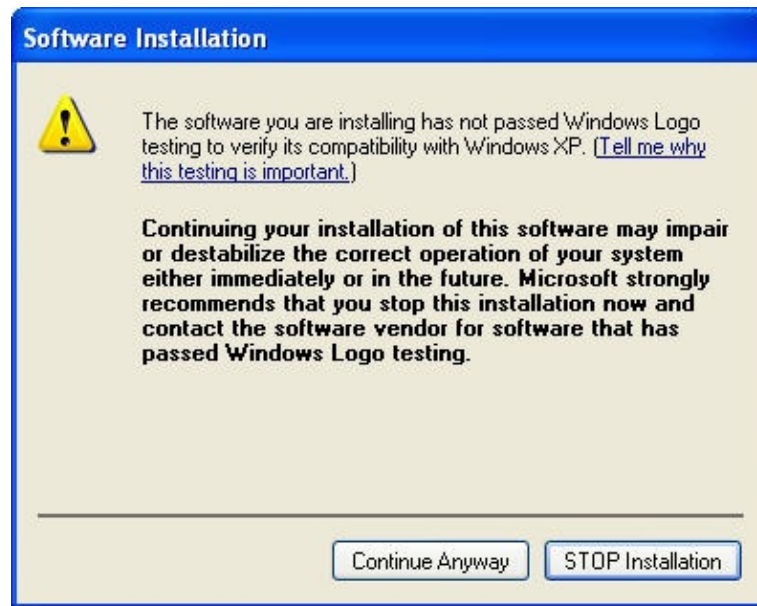 Software Installation
The software you are installing has not passed Windows Logo
testing to verify its compatibility with Windows XP. (Tell me why
this testing is important.)
Continuing your installation of this software may impair
or destabilize the correct operation of your system
either immediately or in the future. Microsoft strongly
recommends that you stop this installation now and
contact the software vendor for software that has
passed Windows Logo testing.
Continue Anyway
STOP Installation